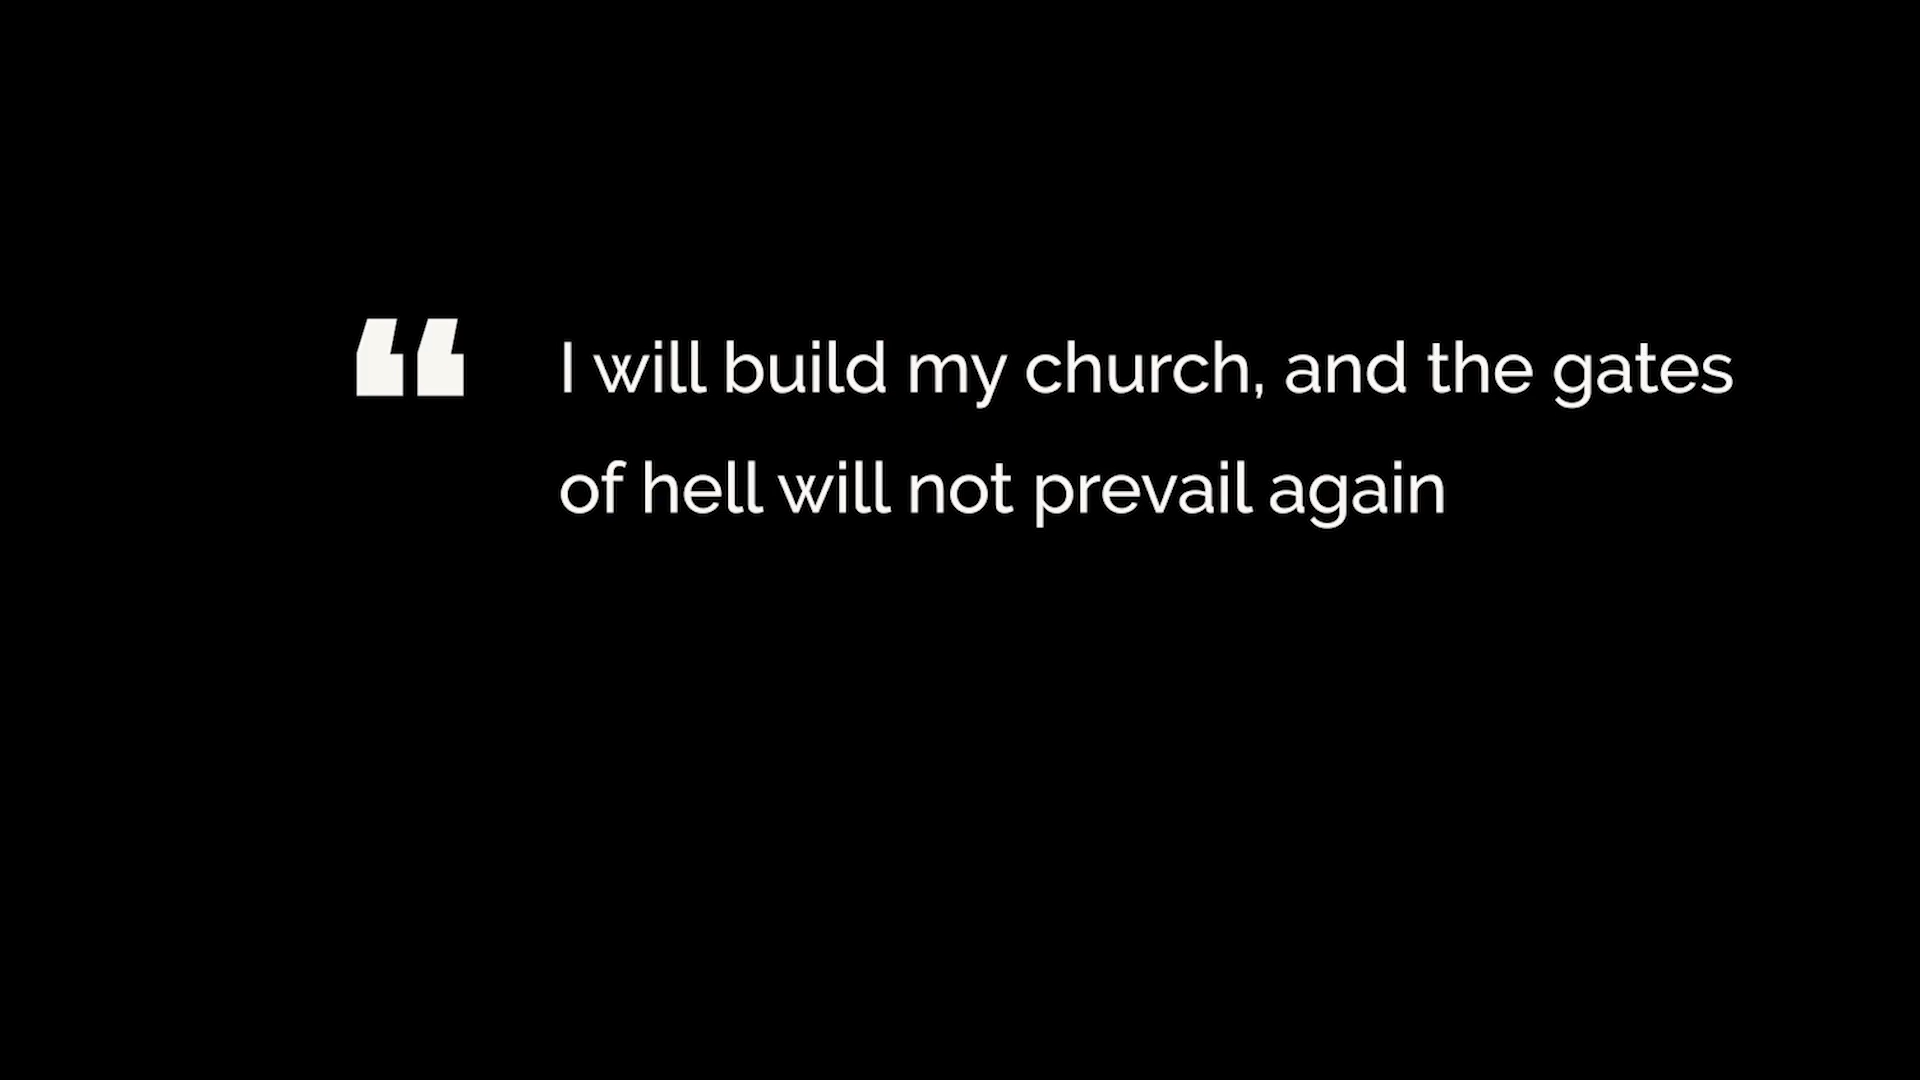 “ I will build my church, and the gates
of hell will not prevail again